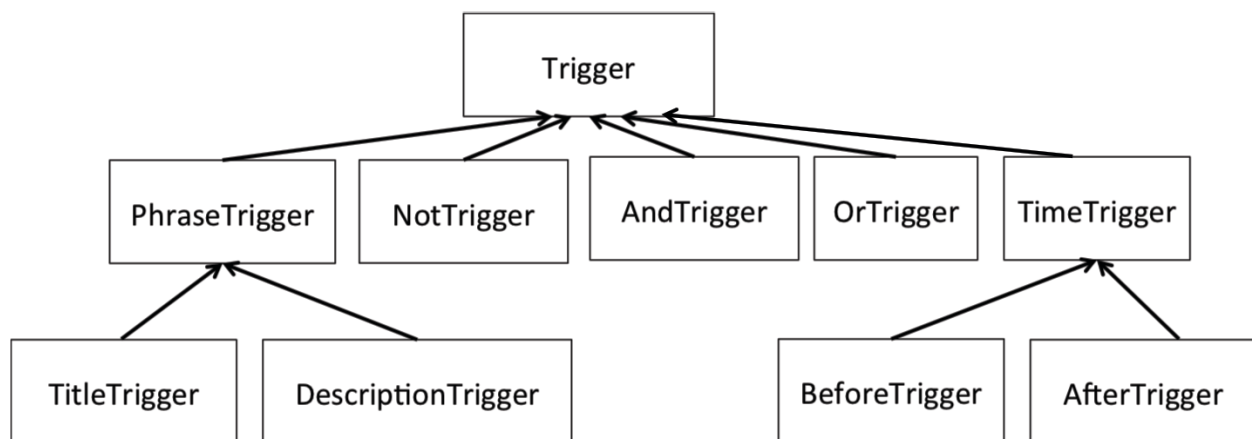 Trigger
PhraseTrigger
NotTrigger
AndTrigger
OrTrigger
TimeTrigger
TitleTrigger
DescriptionTrigger
BeforeTrigger
AfterTrigger